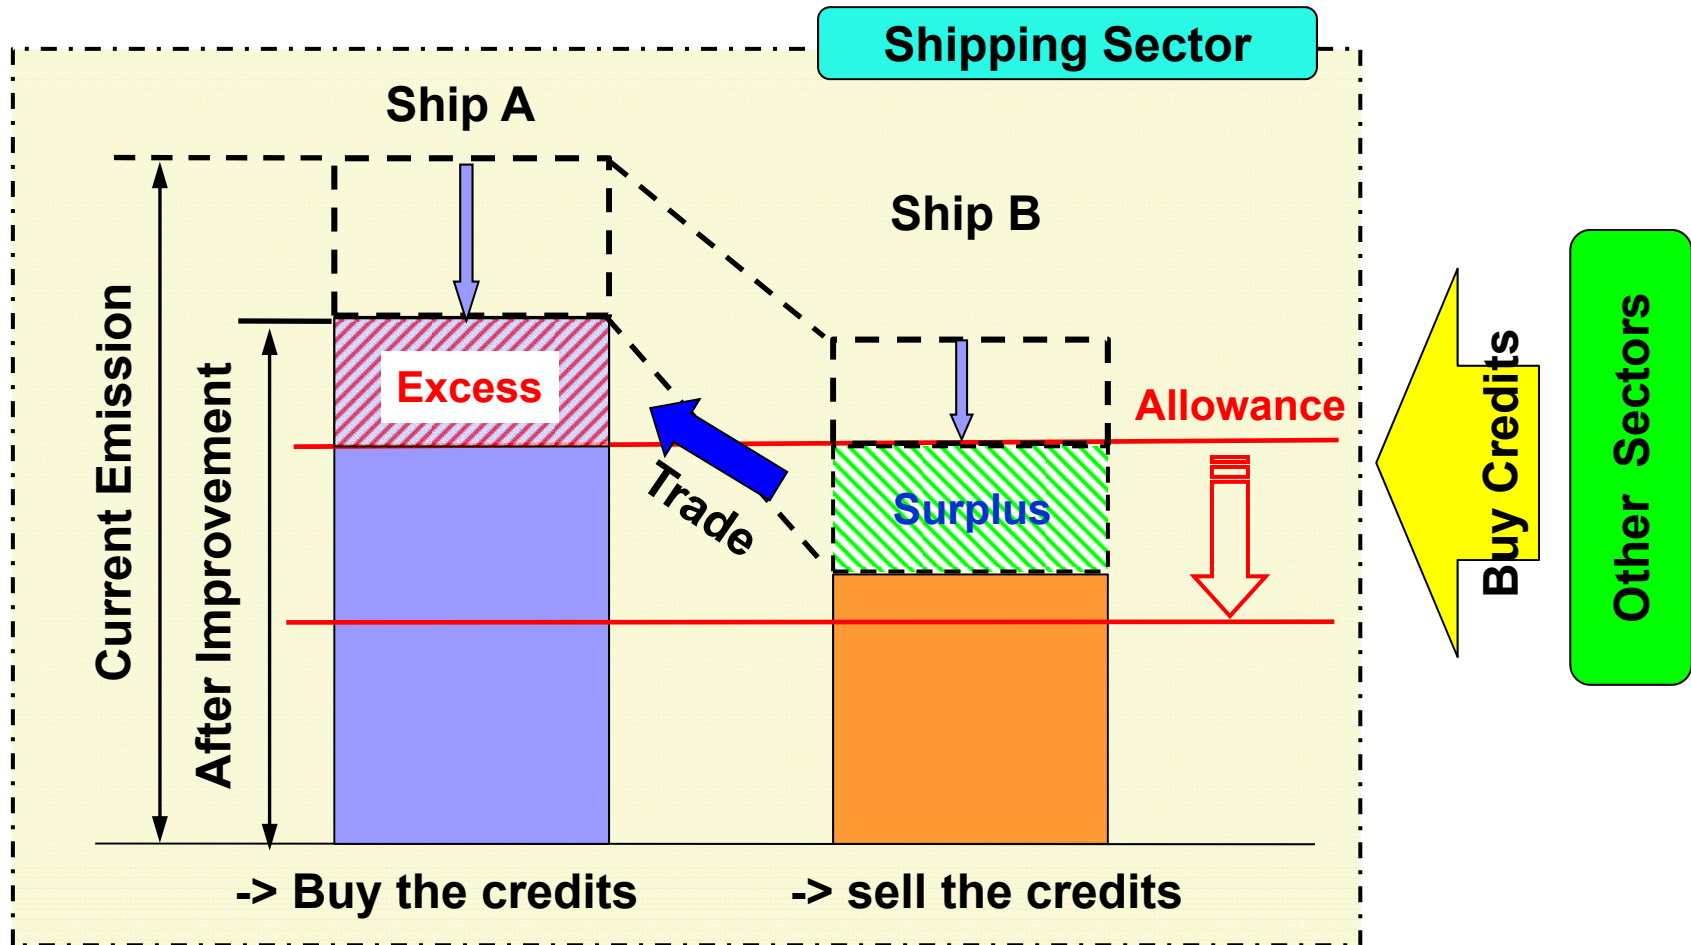 Shipping Sector
Ship A
Ship B
Current Emission
After Improvement
Excess
Trade
Surplus
Allowance
Buy Credits
Other Sectors
-> Buy the credits
-> sell the credits